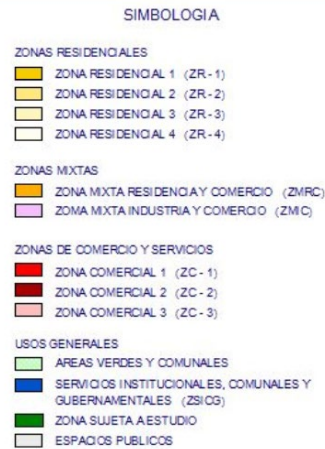 SIMBOLOGIA
ZONAS RESIDENCIALES
ZONA RESIDENCIAL 1 (ZR - 1)
ZONA RESIDENCIAL 2 (ZR - 2)
ZONA RESIDENCIAL 3 (ZR - 3)
ZONA RESIDENCIAL 4 (ZR - 4)
ZONAS MIXTAS
ZONA MIXTA RESIDENCIA Y COMERCIO (ZMRC)
ZOMA MIXTA INDUSTRIA Y COMERCIO (ZMIC)
ZONAS DE COMERCIO Y SERVICIOS
ZONA COMERCIAL 1 (ZC - 1)
ZONA COMERCIAL 2 (ZC - 2)
ZONA COMERCIAL 3 (ZC - 3)
USOS GENERALES
AREAS VERDES Y COMUNALES
SERVICIOS INSTITUCIONALES, COMUNALES Y
GUBERNAMENTALES (ZSICG)
ZONA SUJETA A ESTUDIO
ESPACIOS PUBLICOS